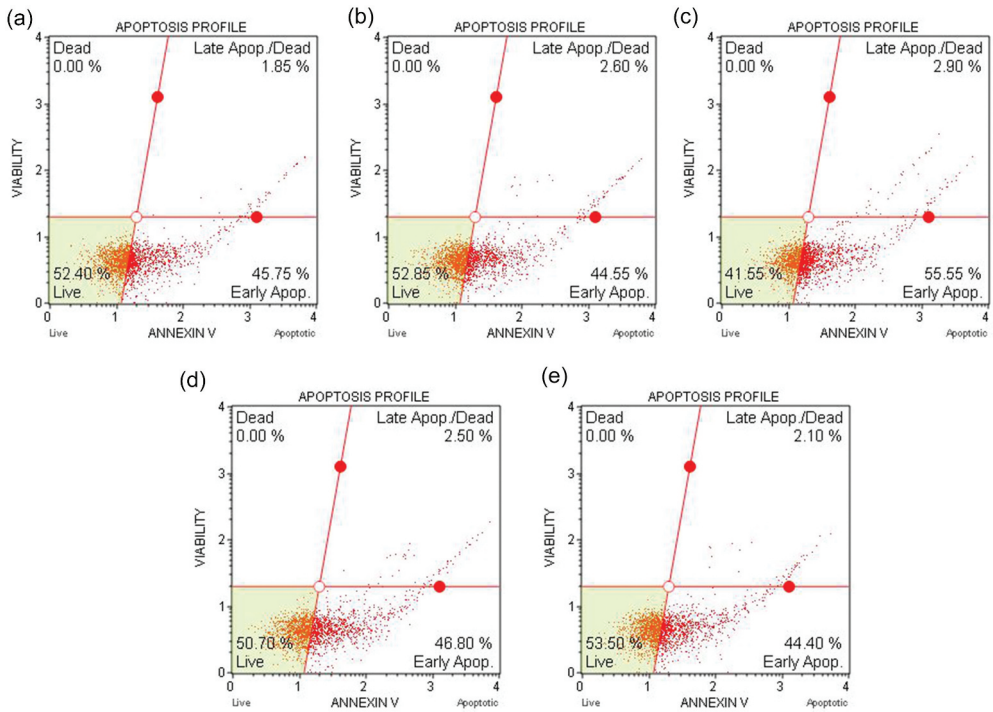 (a)
APOPTOSIS PROFILE
4
Dead
Late Apop./Dead
0.00 %
1.85 %
3
VIABILITY
2
1
52.40 %
45.75 %
Live
Early Apop.
0
0 1 2 3 4
Live
ANNEXIN V
Apoptotic
(b)
APOPTOSIS PROFILE
4
Dead
Late Apop./Dead
0.00 %
2.60 %
3
VIABILITY
2
1
52.85 %
44.55 %
Live
Early Apop.
0
0 1 2 3 4
Live
ANNEXIN V
Apoptotic
(c)
APOPTOSIS PROFILE
4
Dead
Late Apop./Dead
0.00 %
2.90 %
3
VIABILITY
2
1
41.55 %
55.55 %
Live
Early Apop.
0
0 1 2 3 4
Live
ANNEXIN V
Apoptotic
(d)
APOPTOSIS PROFILE
4
Dead
Late Apop./Dead
0.00 %
2.50 %
3
VIABILITY
2
1
50.70 %
46.80 %
Live
Early Apop.
0
0 1 2 3 4
Live
ANNEXIN V
Apoptotic
(e)
APOPTOSIS PROFILE
4
Dead
Late Apop./Dead
0.00 %
2.10 %
3
VIABILITY
2
1
53.50 %
44.40 %
Live
Early Apop.
0
0 1 2 3 4
Live
ANNEXIN V
Apoptotic